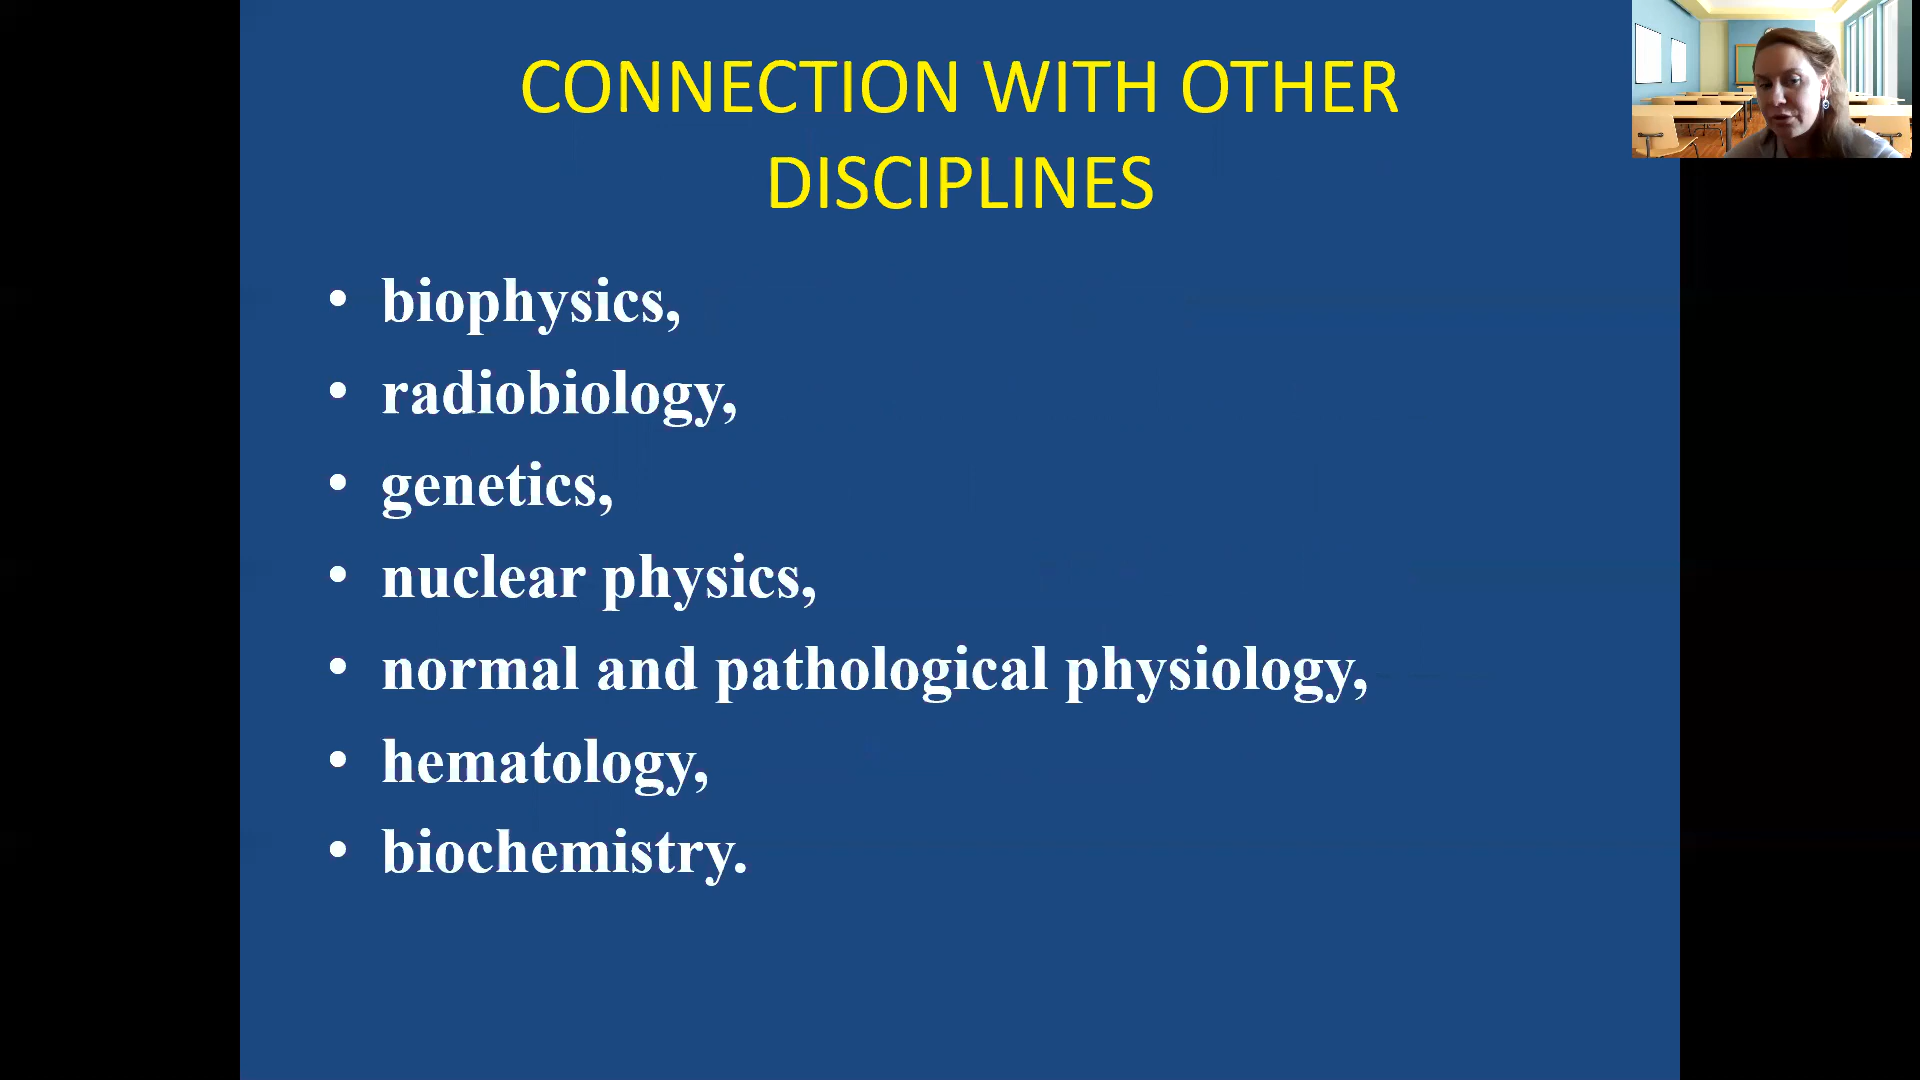 CONNECTION WITH OTHER
DISCIPLINES
• biophysics,
• radiobiology,
• genetics,
• nuclear physics,
• normal and pathological physiology,
• hematology,
• biochemistry.